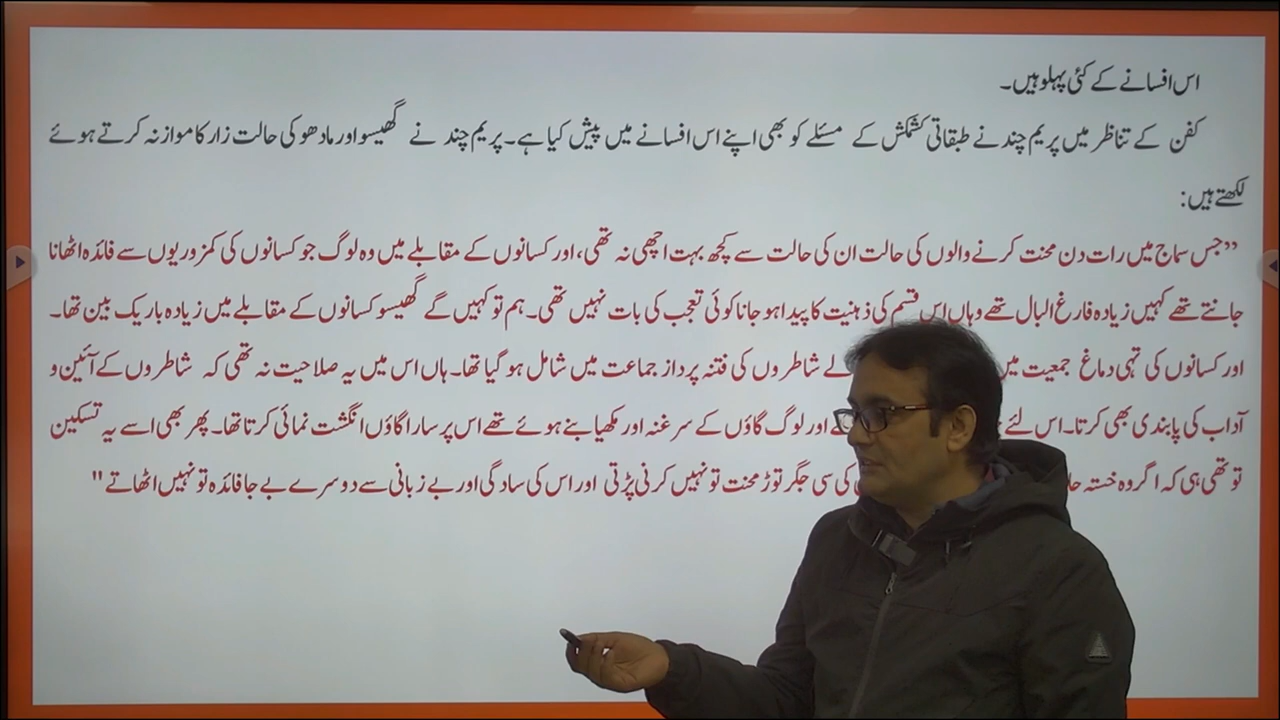 اس افسانے کے کئی پہلو ہیں۔
کفن کے تناظر میں پریم چند نے طبقاتی کشمکش کے مسئلے کو بھی اپنے اس افسانے میں پیش کیا ہے۔ پریم چند نے گھیسو اور مادھو کی حالت زار کا موازنہ کرتے ہوئے
لکھتے ہیں:
”جس سماج میں رات دن محنت کرنے والوں کی حالت ان کی حالت سے کچھ بہت اچھی نہ تھی، اور کسانوں کے مقابلے میں وہ لوگ جو کسانوں کی کمزوریوں سے فائدہ اٹھانا
جانتے تھے کہیں زیادہ فارغ البال تھے وہاں اس قسم کی ذہنیت کا پیدا ہو جانا کوئی تعجب کی بات نہیں تھی۔ ہم تو کہیں گے گھیسو کسانوں کے مقابلے میں زیادہ باریک بین تھا۔
اور کسانوں کی تہی دماغ جمعیت میں شاطروں کی فتنہ پرداز جماعت میں شامل ہو گیا تھا۔ ہاں اس میں یہ صلاحیت نہ تھی کہ شاطروں کے آئین و
آداب کی پابندی بھی کرتا۔ اس لئے اور لوگ گاؤں کے سرغنہ اور مکھیا بنے ہوئے تھے اس پر سارا گاؤں انگشت نمائی کرتا تھا۔ پھر بھی اسے یہ تسکین
تو تھی ہی کہ اگر وہ خستہ کی سی جگر توڑ محنت تو نہیں کرنی پڑتی اور اس کی سادگی اور بے زبانی سے دوسرے بے جا فائدہ تو نہیں اٹھاتے"